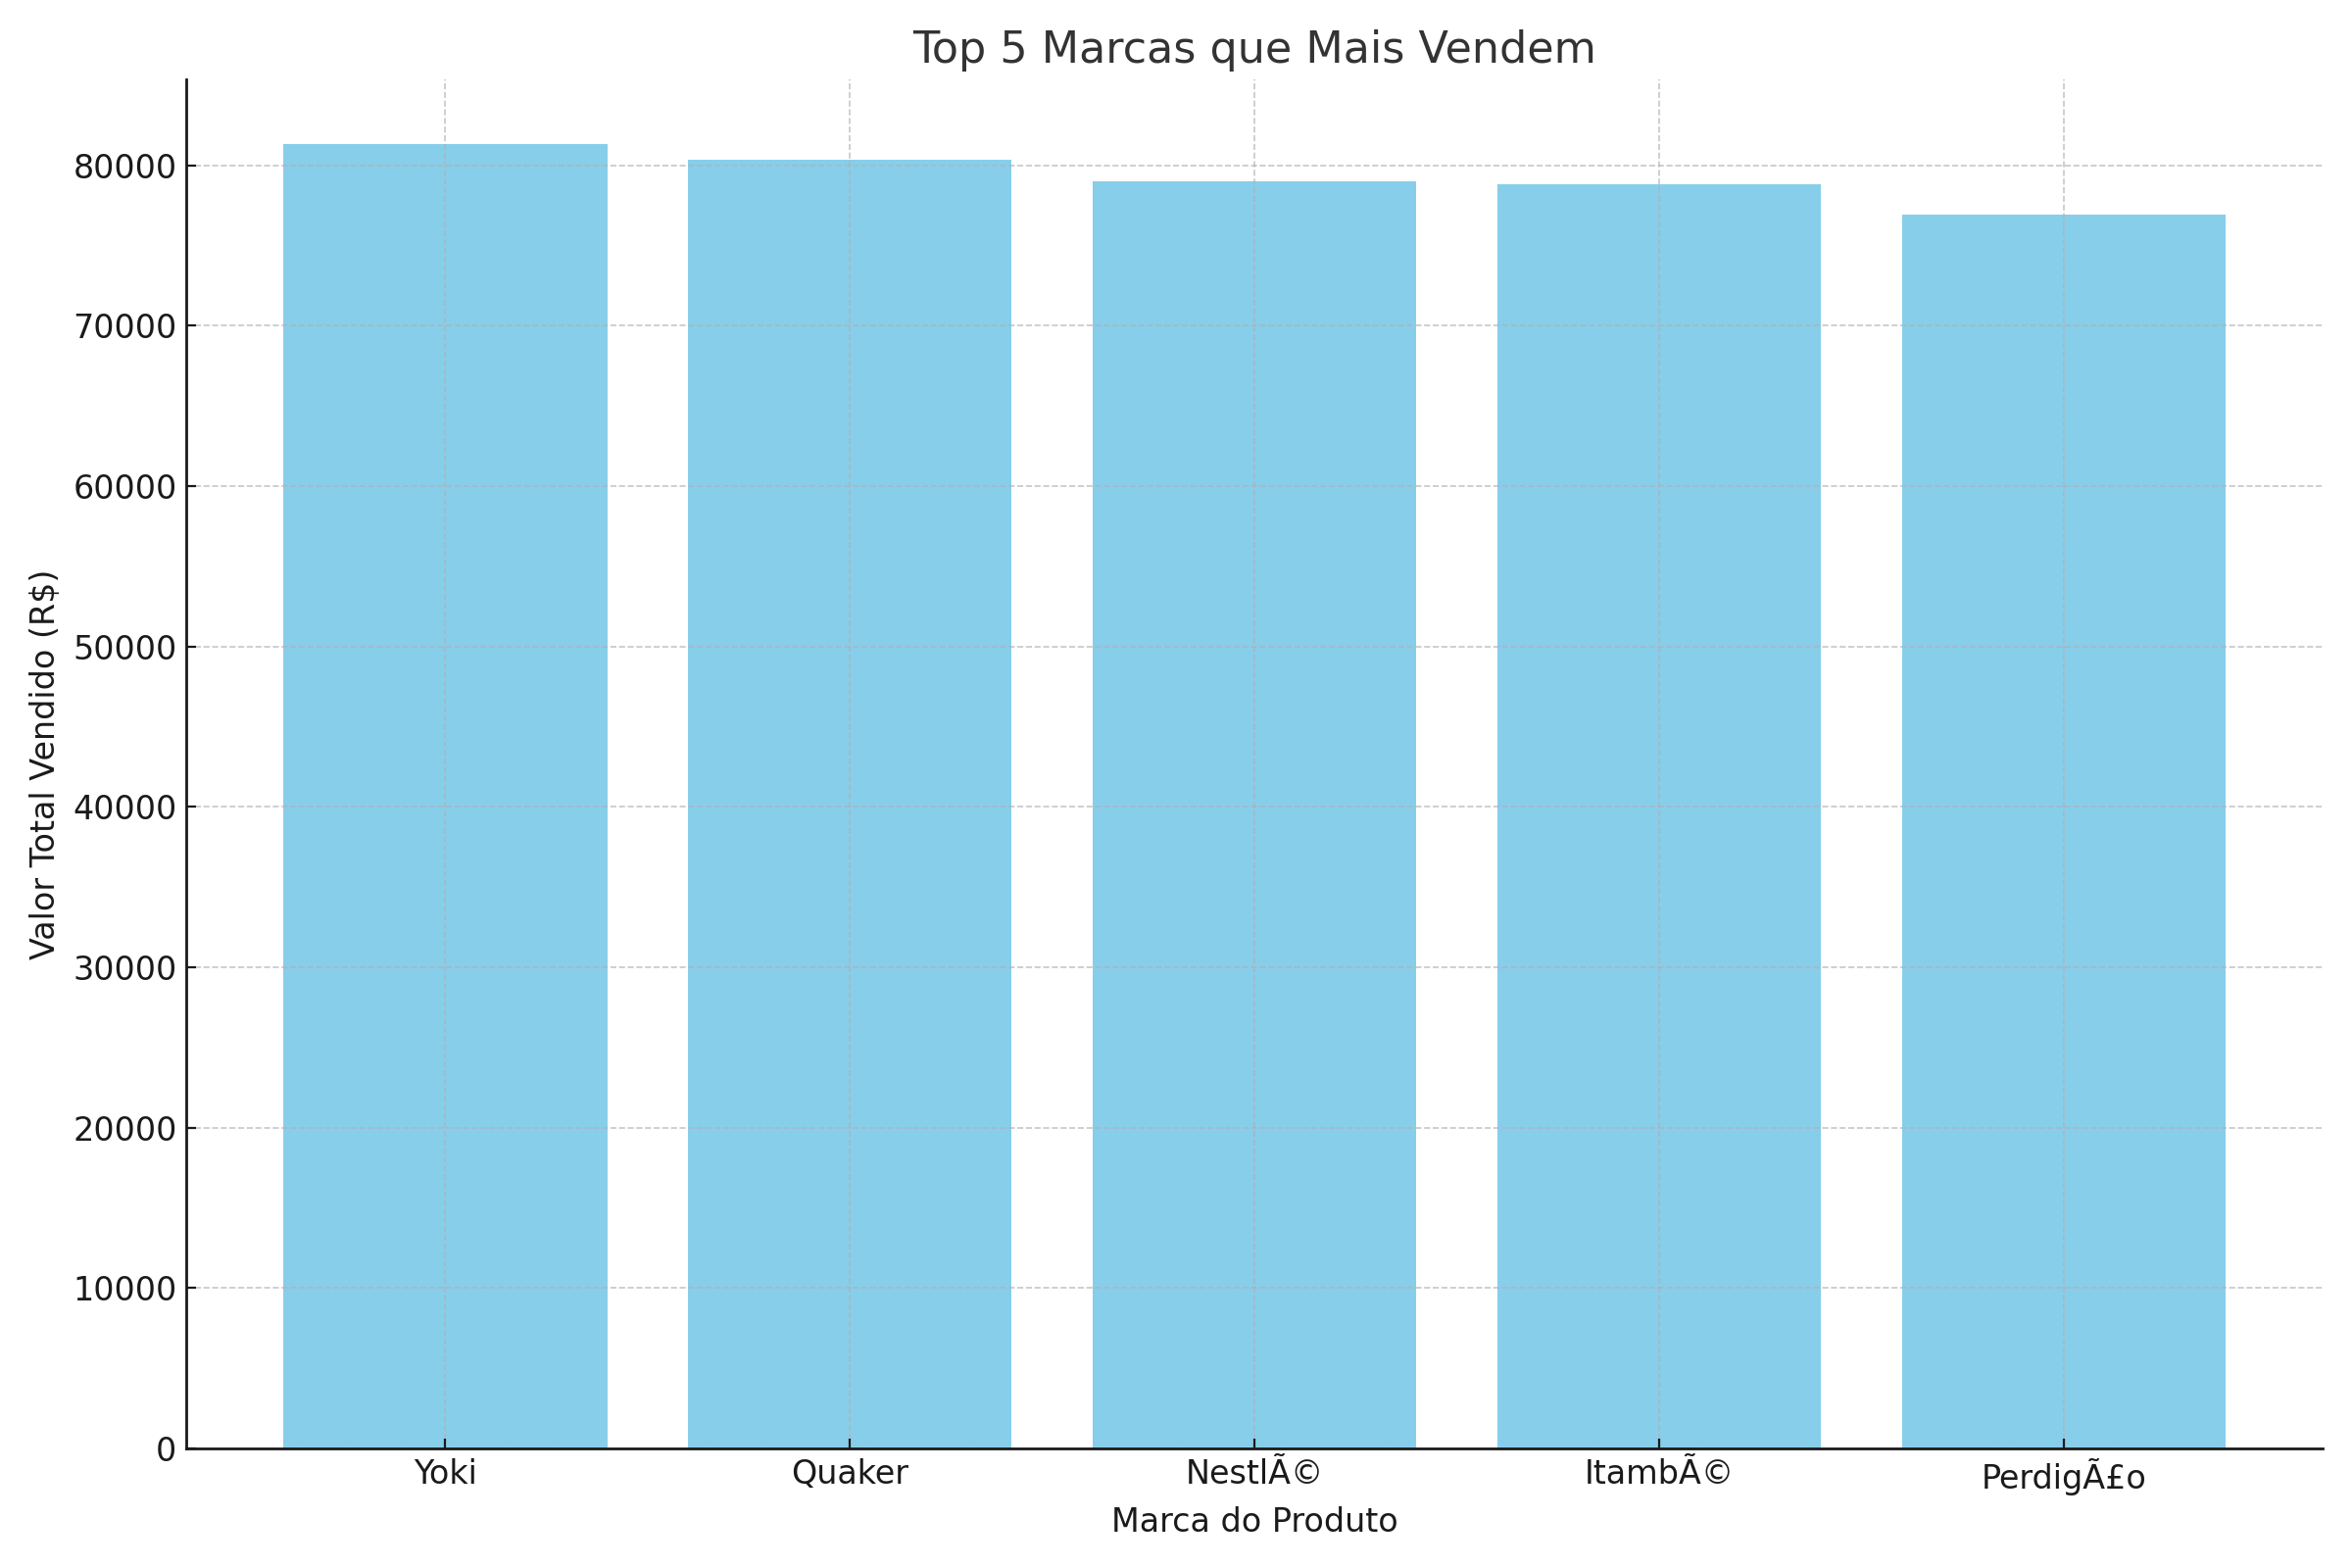 Top 5 Marcas que Mais Vendem
Valor Total Vendido (R$)
80000
70000
60000
50000
40000
30000
20000
10000
0
Yoki Quaker NestlÃ© ItambÃ© PerdigÃ£o
Marca do Produto